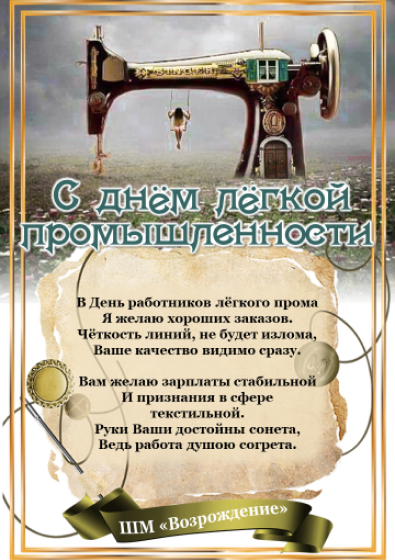 С днём лёгкой
промышленности
В День работников лёгкого прома
Я желаю хороших заказов.
Чёткость линий, не будет излома,
Ваше качество видимо сразу.
Вам желаю зарплаты стабильной
И признания в сфере
текстильной.
Руки Ваши достойны сонета,
Ведь работа душою согрета.
ШМ «Возрождение»